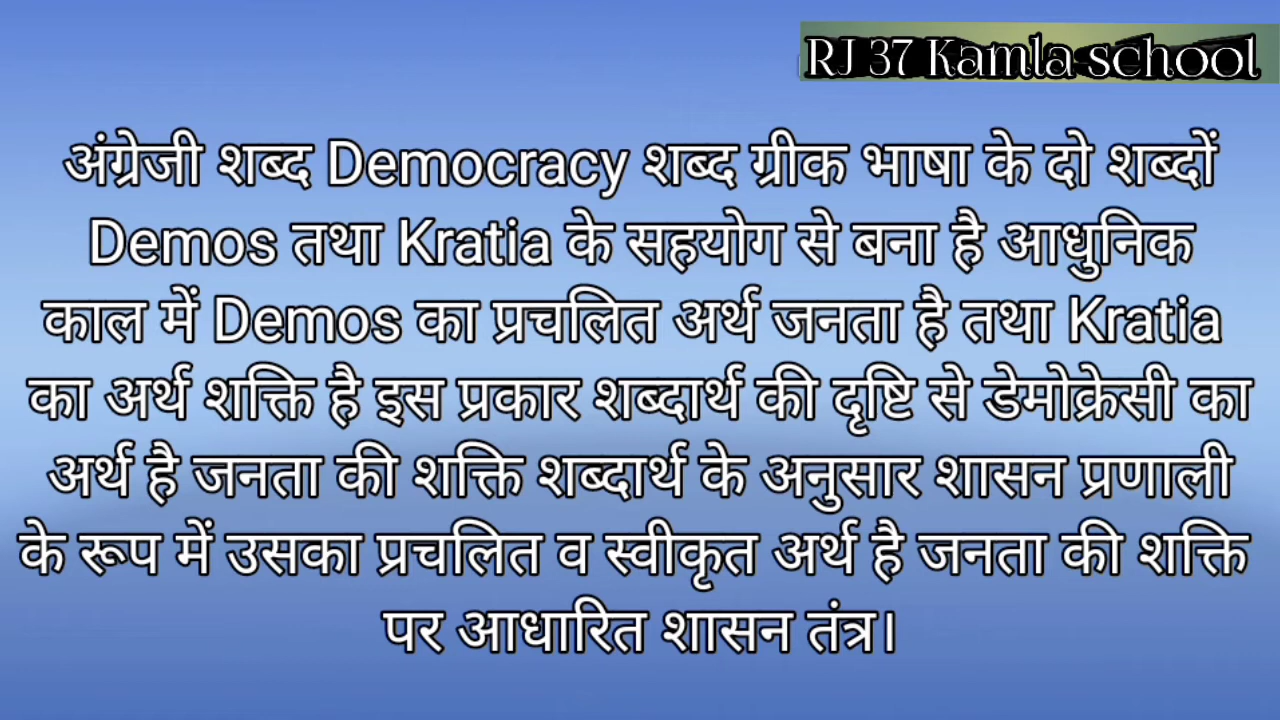 RJ 37 Kamla school
अंग्रेजी शब्द Democracy शब्द ग्रीक भाषा के दो शब्दों
Demos तथा Kratia के सहयोग से बना है आधुनिक
काल में Demos का प्रचलित अर्थ जनता है तथा Kratia
का अर्थ शक्ति है इस प्रकार शब्दार्थ की दृष्टि से डेमोक्रेसी का
अर्थ है जनता की शक्ति शब्दार्थ के अनुसार शासन प्रणाली
के रूप में उसका प्रचलित व स्वीकृत अर्थ है जनता की शक्ति
पर आधारित शासन तंत्र।